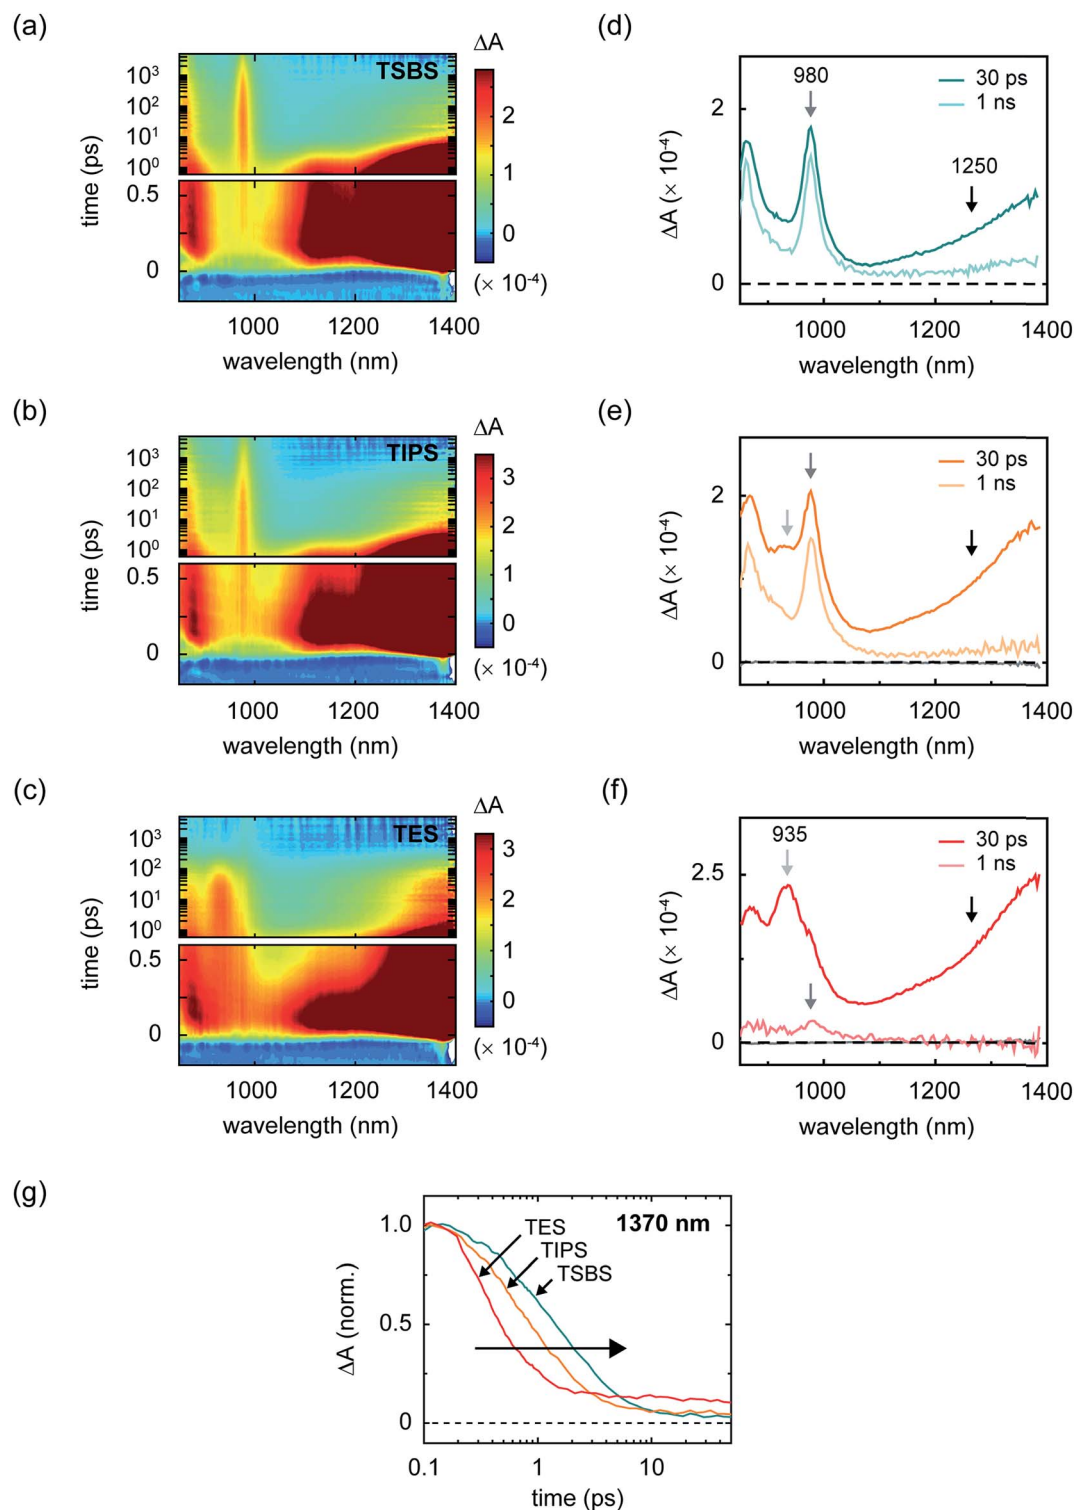 (a)
ΔA
TSBS
10³
10²
10¹
10⁰
0.5
0
time (ps)
2
1
0
(× 10⁻⁴)
1000 1200 1400
wavelength (nm)
(d)
980
1250
30 ps
1 ns
ΔA (× 10⁻⁴)
2
0
1000 1200 1400
wavelength (nm)
(b)
ΔA
TIPS
10³
10²
10¹
10⁰
0.5
0
time (ps)
3
2
1
0
(× 10⁻⁴)
1000 1200 1400
wavelength (nm)
(e)
30 ps
1 ns
ΔA (× 10⁻⁴)
2
0
1000 1200 1400
wavelength (nm)
(c)
ΔA
TES
10³
10²
10¹
10⁰
0.5
0
time (ps)
3
2
1
0
(× 10⁻⁴)
1000 1200 1400
wavelength (nm)
(f)
935
30 ps
1 ns
ΔA (× 10⁻⁴)
2.5
0
1000 1200 1400
wavelength (nm)
(g)
1370 nm
TES
TIPS
TSBS
ΔA (norm.)
1.0
0.5
0
0.1 1 10
time (ps)